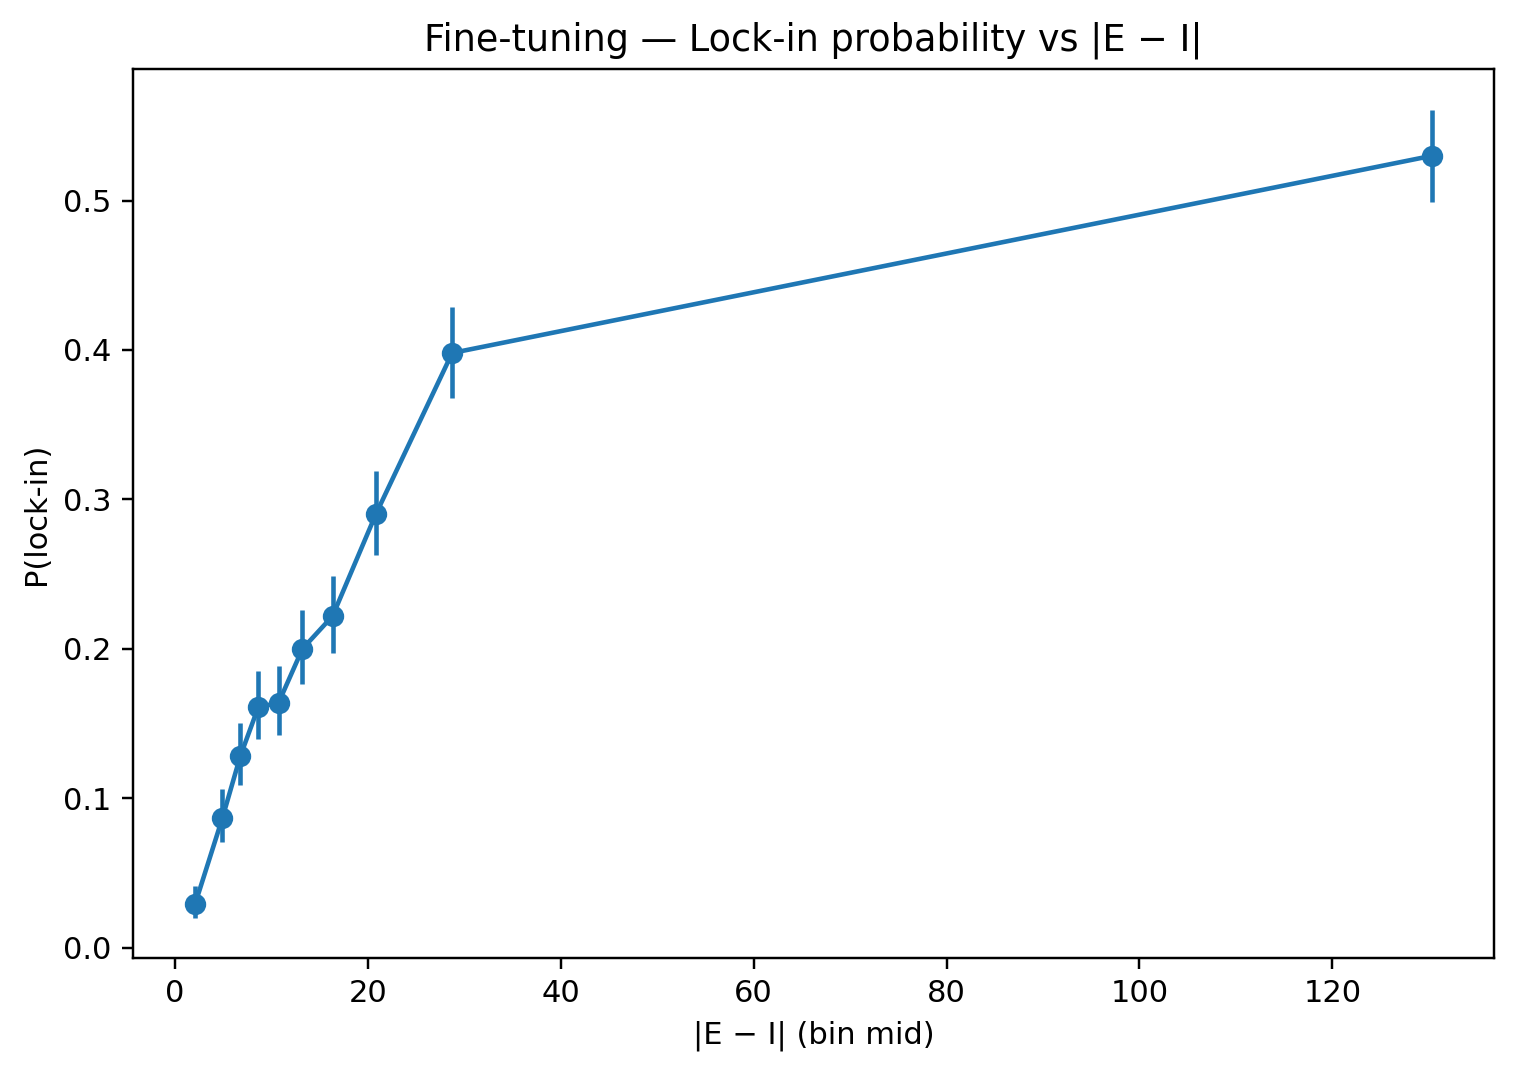 Fine-tuning — Lock-in probability vs |E − I|
P(lock-in)
0.5
0.4
0.3
0.2
0.1
0.0
0 20 40 60 80 100 120
|E − I| (bin mid)